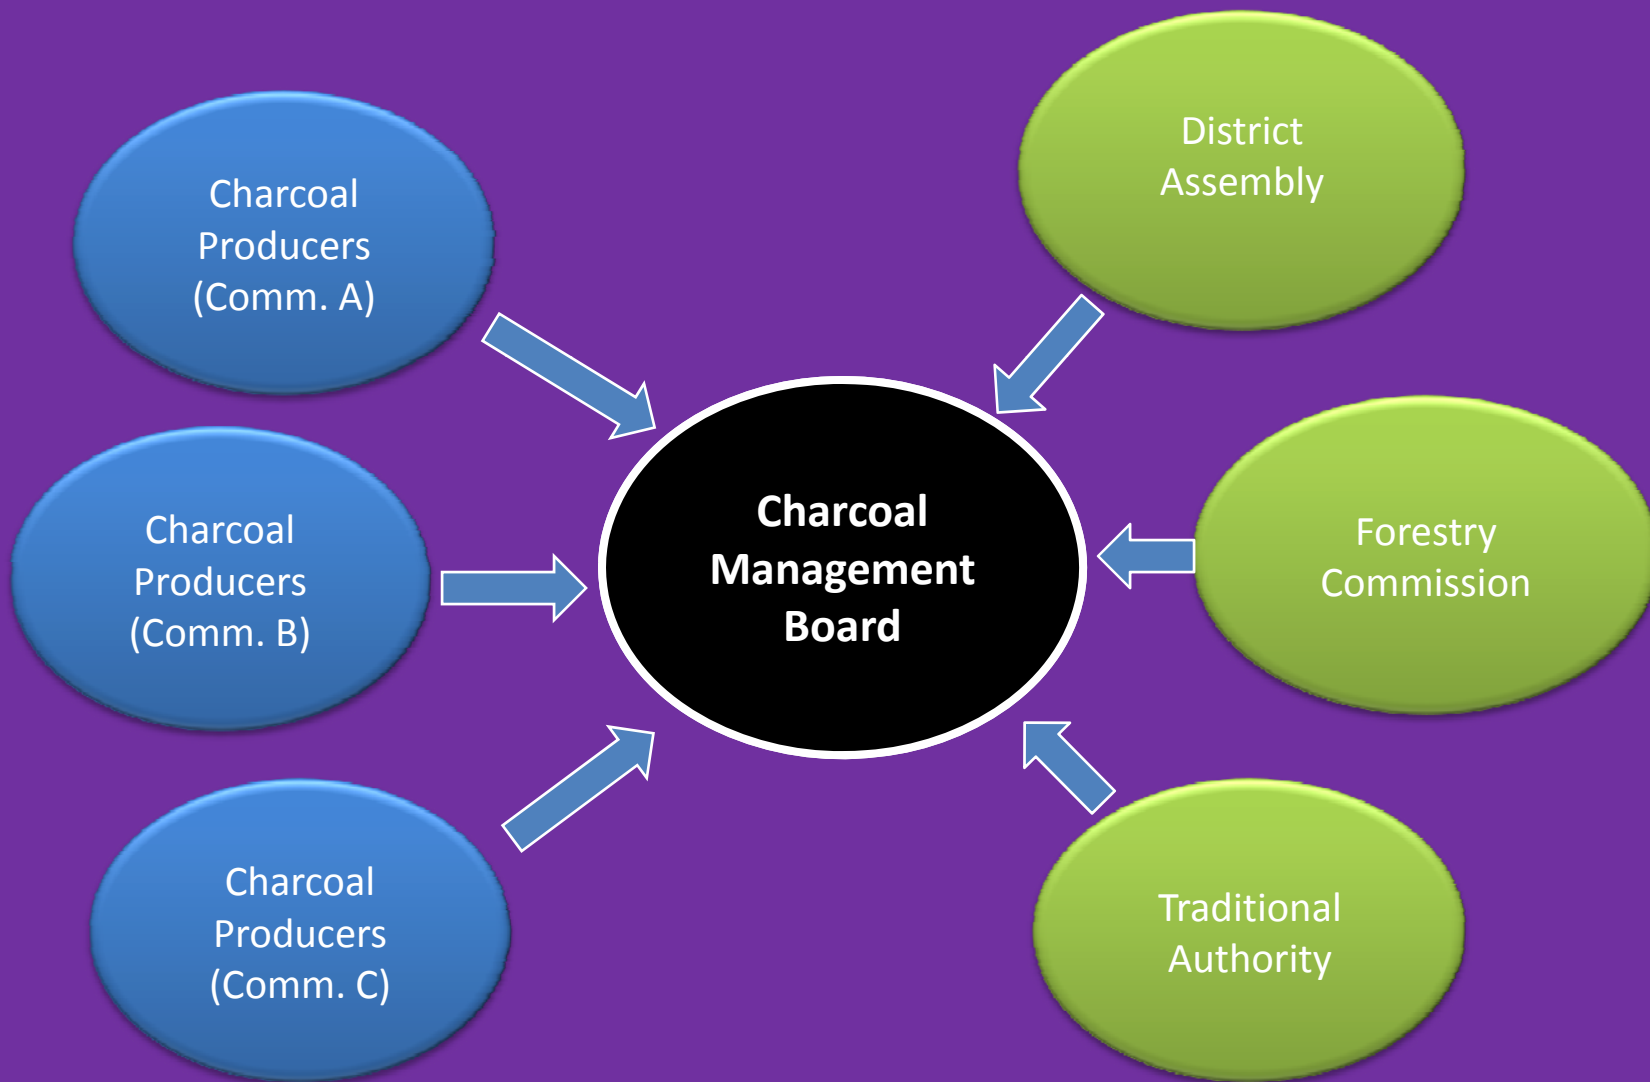 Charcoal
Producers
(Comm. A)
Charcoal
Producers
(Comm. B)
Charcoal
Producers
(Comm. C)
Charcoal
Management
Board
District
Assembly
Forestry
Commission
Traditional
Authority